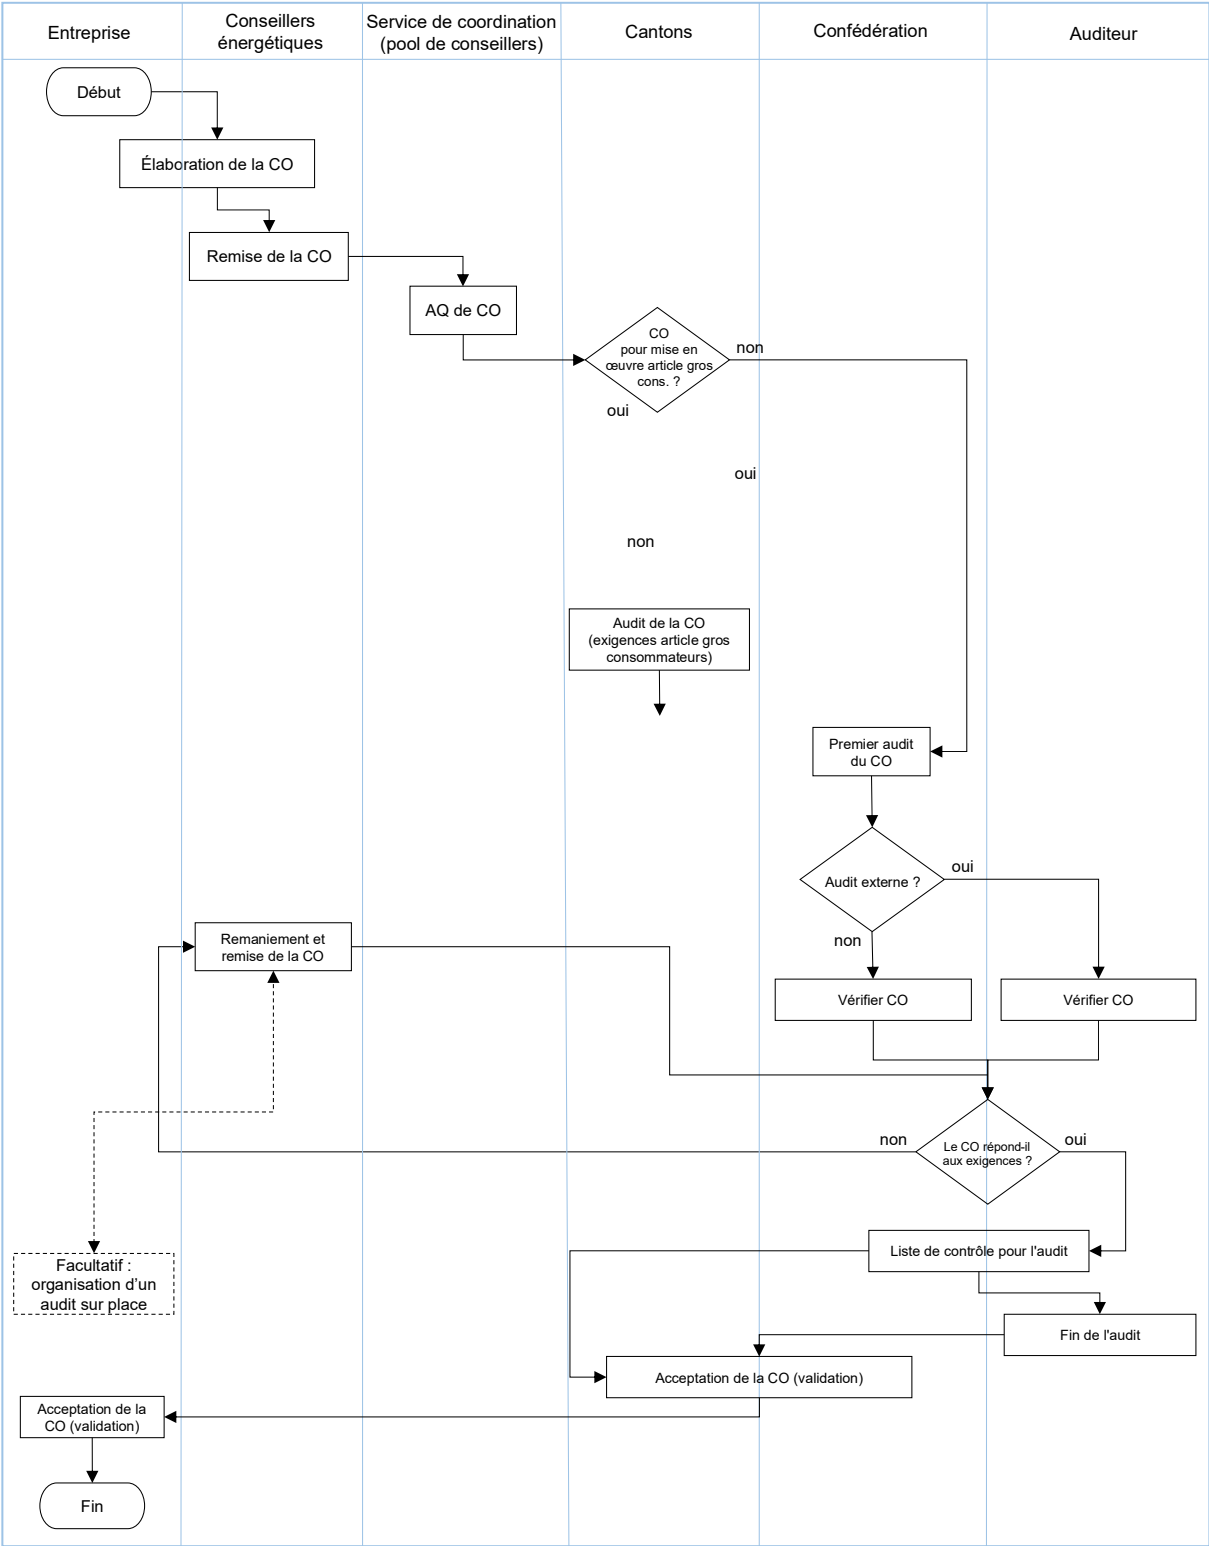 Entreprise
Conseillers
énergétiques
Service de coordination
(pool de conseillers)
Cantons
Confédération
Auditeur
Début
Élaboration de la CO
Remise de la CO
AQ de CO
CO
pour mise en
œuvre article gros
cons. ?
non
oui
oui
non
Audit de la CO
(exigences article gros
consommateurs)
Premier audit
du CO
Audit externe ?
oui
non
Remaniement et
remise de la CO
Vérifier CO
Vérifier CO
Le CO répond-il
aux exigences ?
non
oui
Liste de contrôle pour l'audit
Facultatif :
organisation d’un
audit sur place
Fin de l'audit
Acceptation de la CO (validation)
Acceptation de la
CO (validation)
Fin